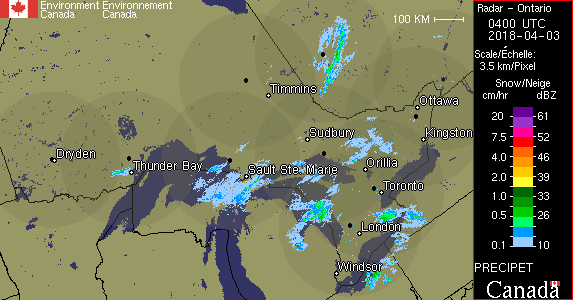 Environment Environnement
Canada Canada
100 KM
Radar - Ontario
0400 UTC
2018-04-03
Scale/Échelle:
3.5 km/Pixel
Snow/Neige
cm/hr dBZ
20 61
7.5 52
4.0 46
2.0 39
1.0 33
0.5 26
0.1 10
PRECIPET
Canada
Timmins
Ottawa
Sudbury
Kingston
Dryden
Thunder Bay
Sault Ste. Marie
Orillia
Toronto
London
Windsor